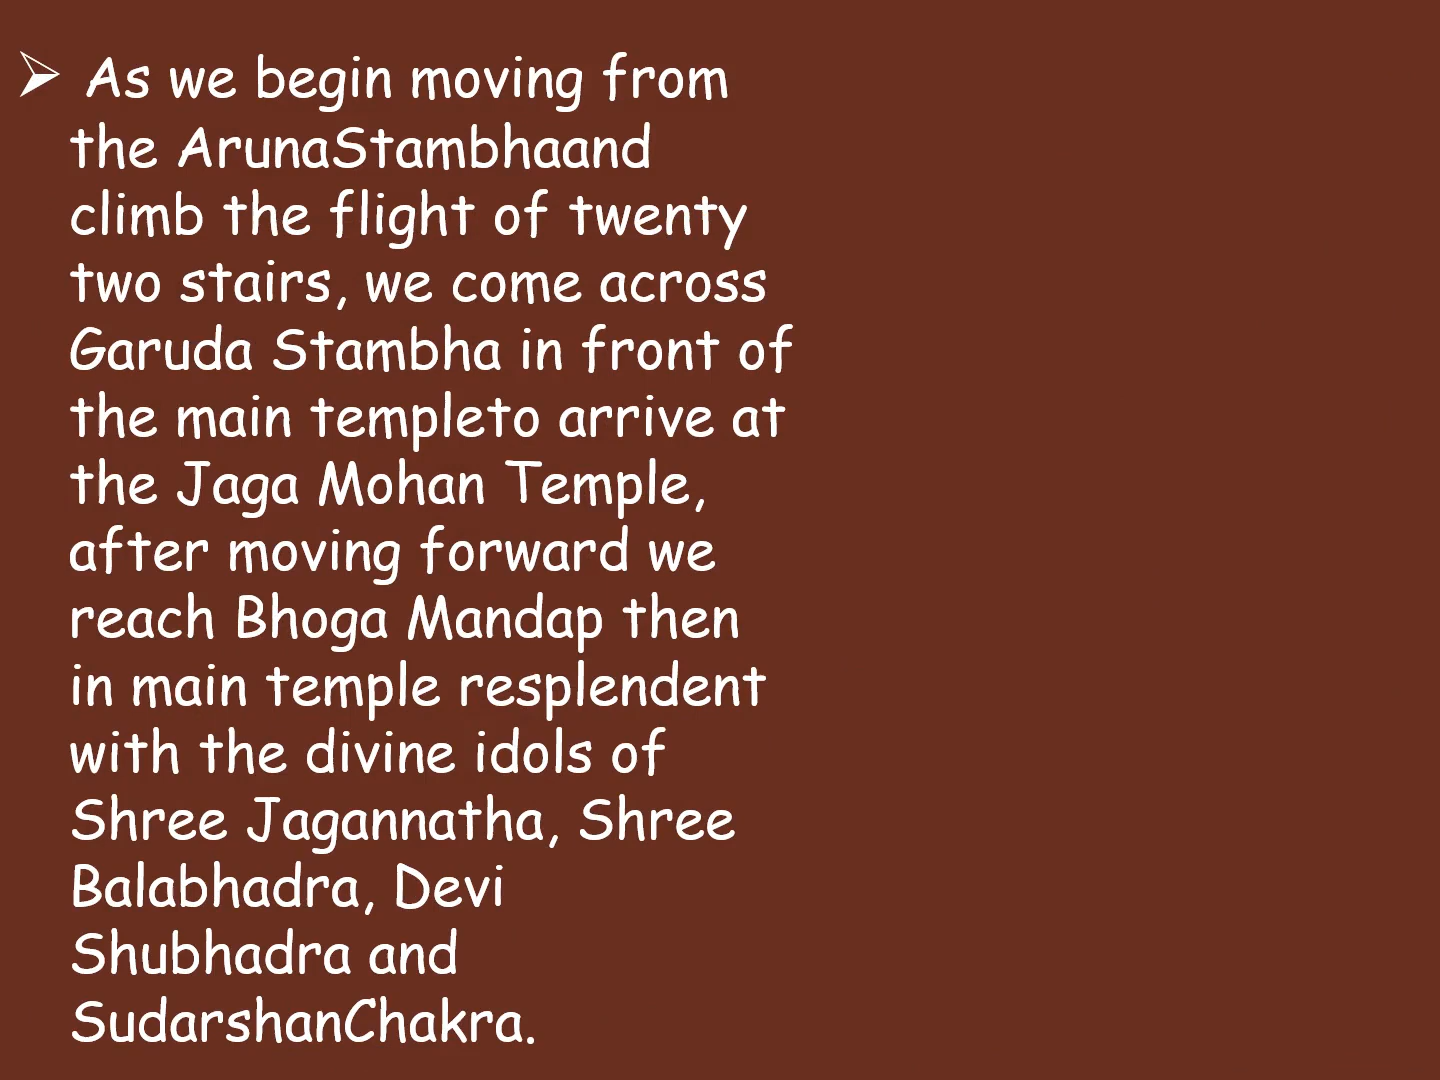 ➢ As we begin moving from
the ArunaStambhaand
climb the flight of twenty
two stairs, we come across
Garuda Stambha in front of
the main templeto arrive at
the Jaga Mohan Temple,
after moving forward we
reach Bhoga Mandap then
in main temple resplendent
with the divine idols of
Shree Jagannatha, Shree
Balabhadra, Devi
Shubhadra and
SudarshanChakra.